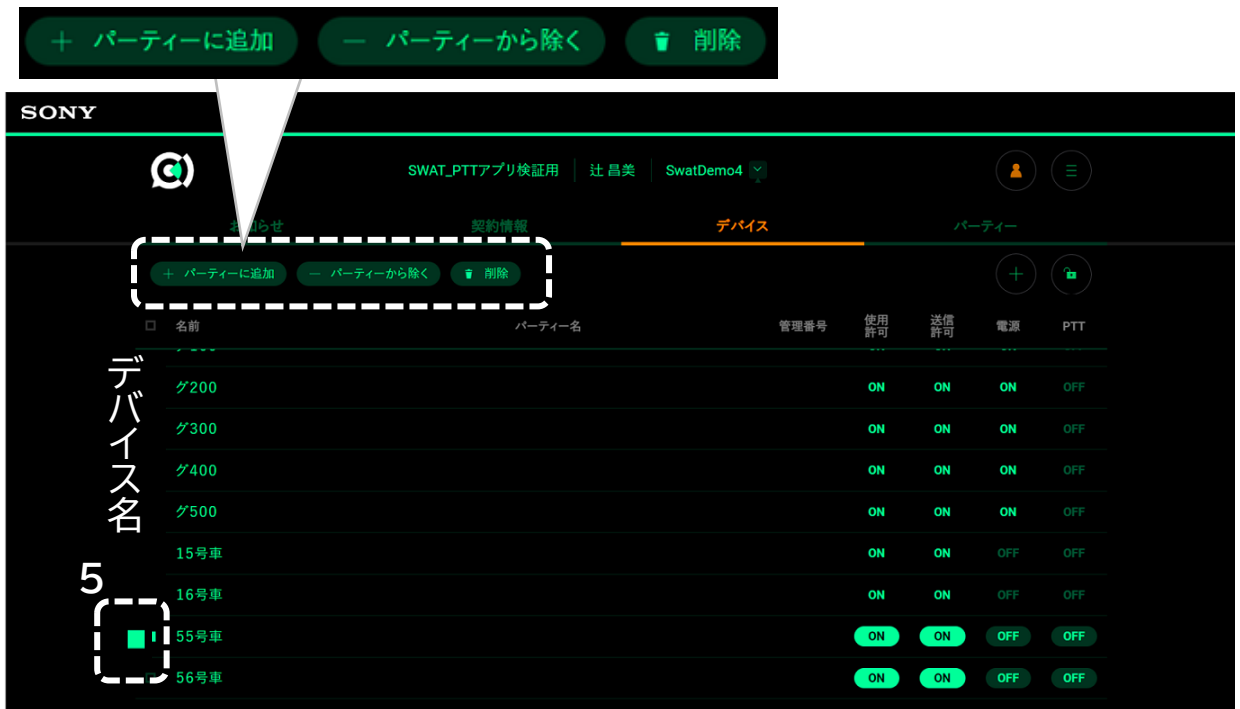 ＋ パーティーに追加 － パーティーから除く 削除
SONY
SWAT_PTTアプリ検証用 辻 昌美 SwatDemo4
お知らせ 契約情報 デバイス パーティー
＋ パーティーに追加 － パーティーから除く 削除
名前 パーティー名 管理番号 使用許可 送信許可 電源 PTT
デバイス名
グ200 ON ON ON OFF
グ300 ON ON ON OFF
グ400 ON ON ON OFF
グ500 ON ON ON OFF
15号車 ON ON OFF OFF
5
16号車 ON ON OFF OFF
55号車 ON ON OFF OFF
56号車 ON ON OFF OFF